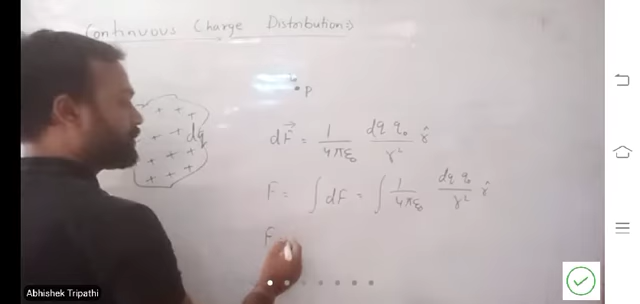 Continuous Charge Distribution:
P
+ + +
+ + dq
+ + +
+ + +
dF⃗ = 1/4πε₀ dq q₀/r² r̂
F = ∫ dF = ∫ 1/4πε₀ dq q₀/r² r̂
F =
Abhishek Tripathi